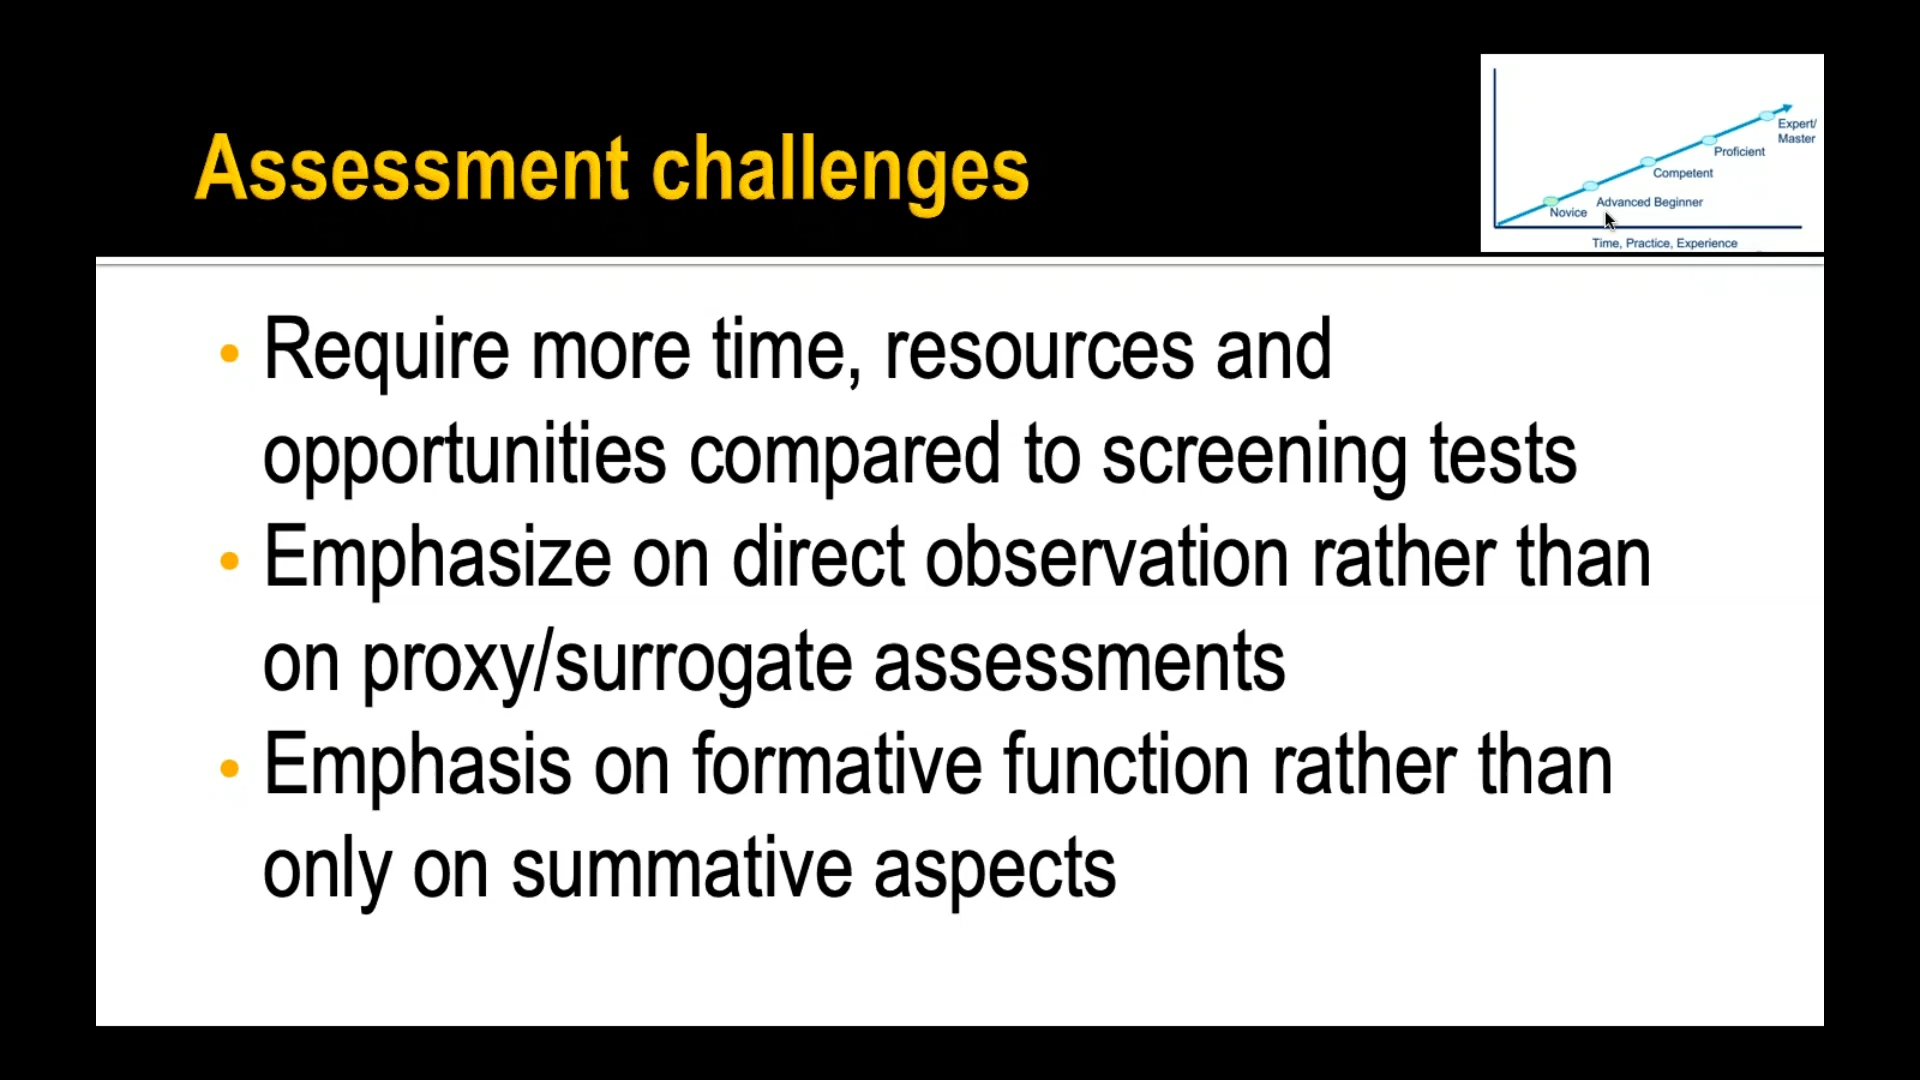 Assessment challenges
Expert/
Master
Proficient
Competent
Advanced Beginner
Novice
Time, Practice, Experience
• Require more time, resources and
opportunities compared to screening tests
• Emphasize on direct observation rather than
on proxy/surrogate assessments
• Emphasis on formative function rather than
only on summative aspects